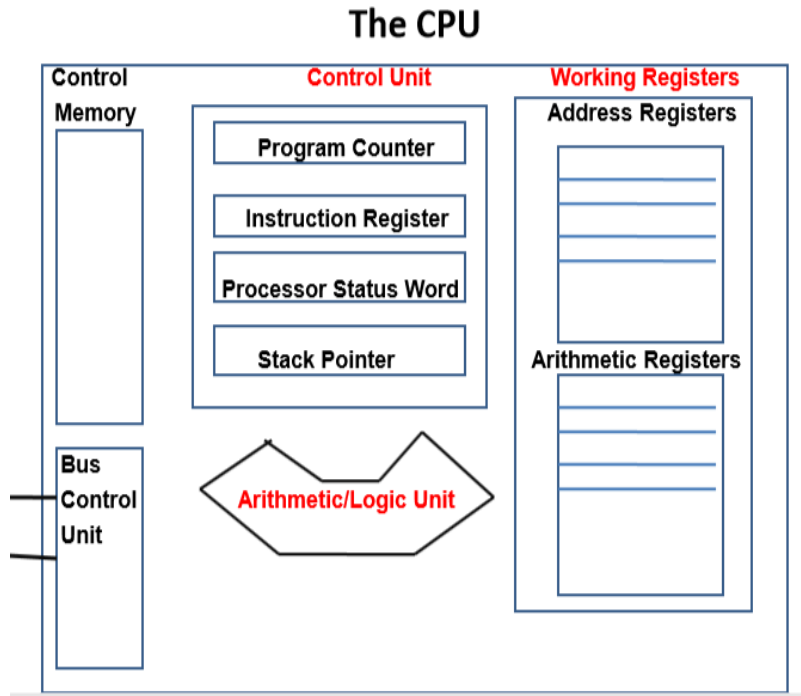 The CPU
Control
Memory
Control Unit
Program Counter
Instruction Register
Processor Status Word
Stack Pointer
Working Registers
Address Registers
Arithmetic Registers
Bus
Control
Unit
Arithmetic/Logic Unit